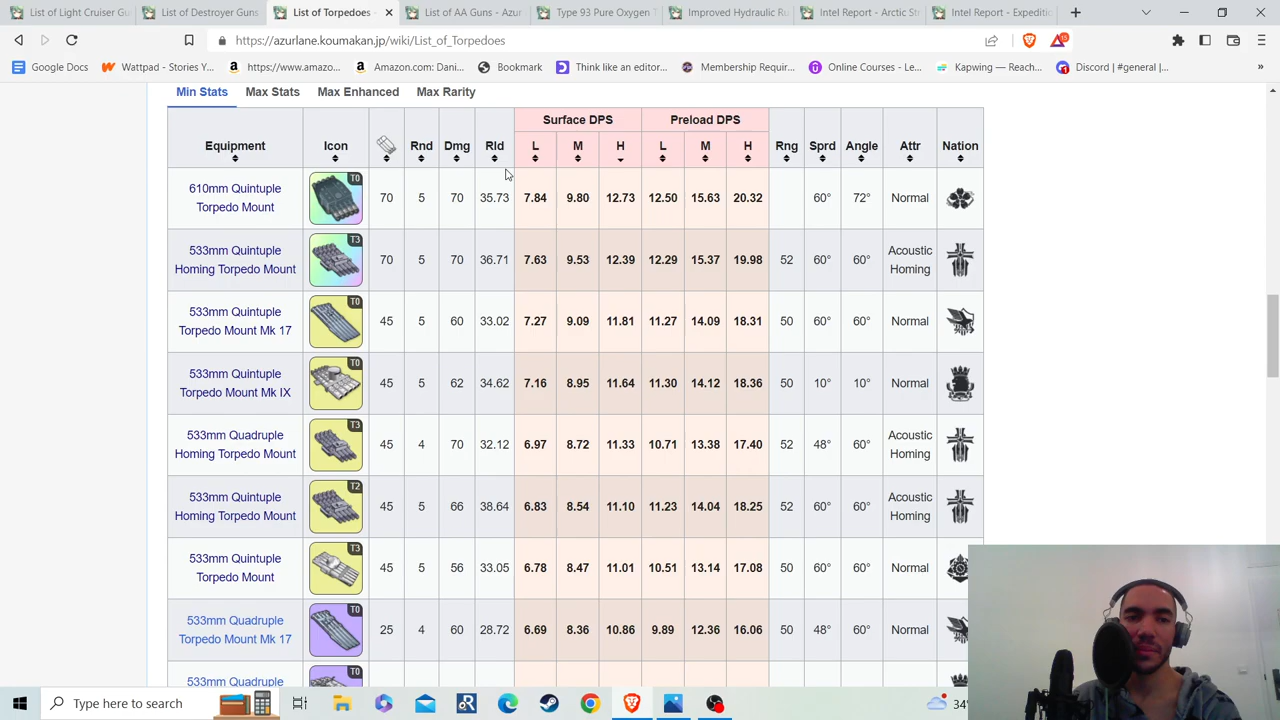 List of Light Cruiser Gu
List of Destroyer Guns
List of Torpedoes
List of AA Guns - Azur
Type 93 Pure Oxygen T
Improved Hydraulic Ru
Intel Report - Arctic St
Intel Report - Expediti
https://azurlane.koumakan.jp/wiki/List_of_Torpedoes
Google Docs
Wattpad - Stories Y...
https://www.amazo...
Amazon.com: Dan...
Bookmark
Think like an editor...
Membership Requir...
Online Courses - Le...
Kapwing — Reach...
Discord | #general |...
»
Min Stats Max Stats Max Enhanced Max Rarity
Surface DPS Preload DPS
Equipment Icon Rnd Dmg Rld L M H L M H Rng Sprd Angle Attr Nation
610mm Quintuple
Torpedo Mount
T0
70 5 70 35.73 7.84 9.80 12.73 12.50 15.63 20.32 60° 72° Normal
533mm Quintuple
Homing Torpedo Mount
T3
70 5 70 36.71 7.63 9.53 12.39 12.29 15.37 19.98 52 60° 60° Acoustic
Homing
533mm Quintuple
Torpedo Mount Mk 17
T0
45 5 60 33.02 7.27 9.09 11.81 11.27 14.09 18.31 50 60° 60° Normal
533mm Quintuple
Torpedo Mount Mk IX
T0
45 5 62 34.62 7.16 8.95 11.64 11.30 14.12 18.36 50 10° 10° Normal
533mm Quadruple
Homing Torpedo Mount
T3
45 4 70 32.12 6.97 8.72 11.33 10.71 13.38 17.40 52 48° 60° Acoustic
Homing
533mm Quintuple
Homing Torpedo Mount
T2
45 5 66 38.64 6.83 8.54 11.10 11.23 14.04 18.25 52 60° 60° Acoustic
Homing
533mm Quintuple
Torpedo Mount
T3
45 5 56 33.05 6.78 8.47 11.01 10.51 13.14 17.08 50 60° 60° Normal
533mm Quadruple
Torpedo Mount Mk 17
T0
25 4 60 28.72 6.69 8.36 10.86 9.89 12.36 16.06 50 48° 60° Normal
533mm Quadruple
T0
Type here to search
34°